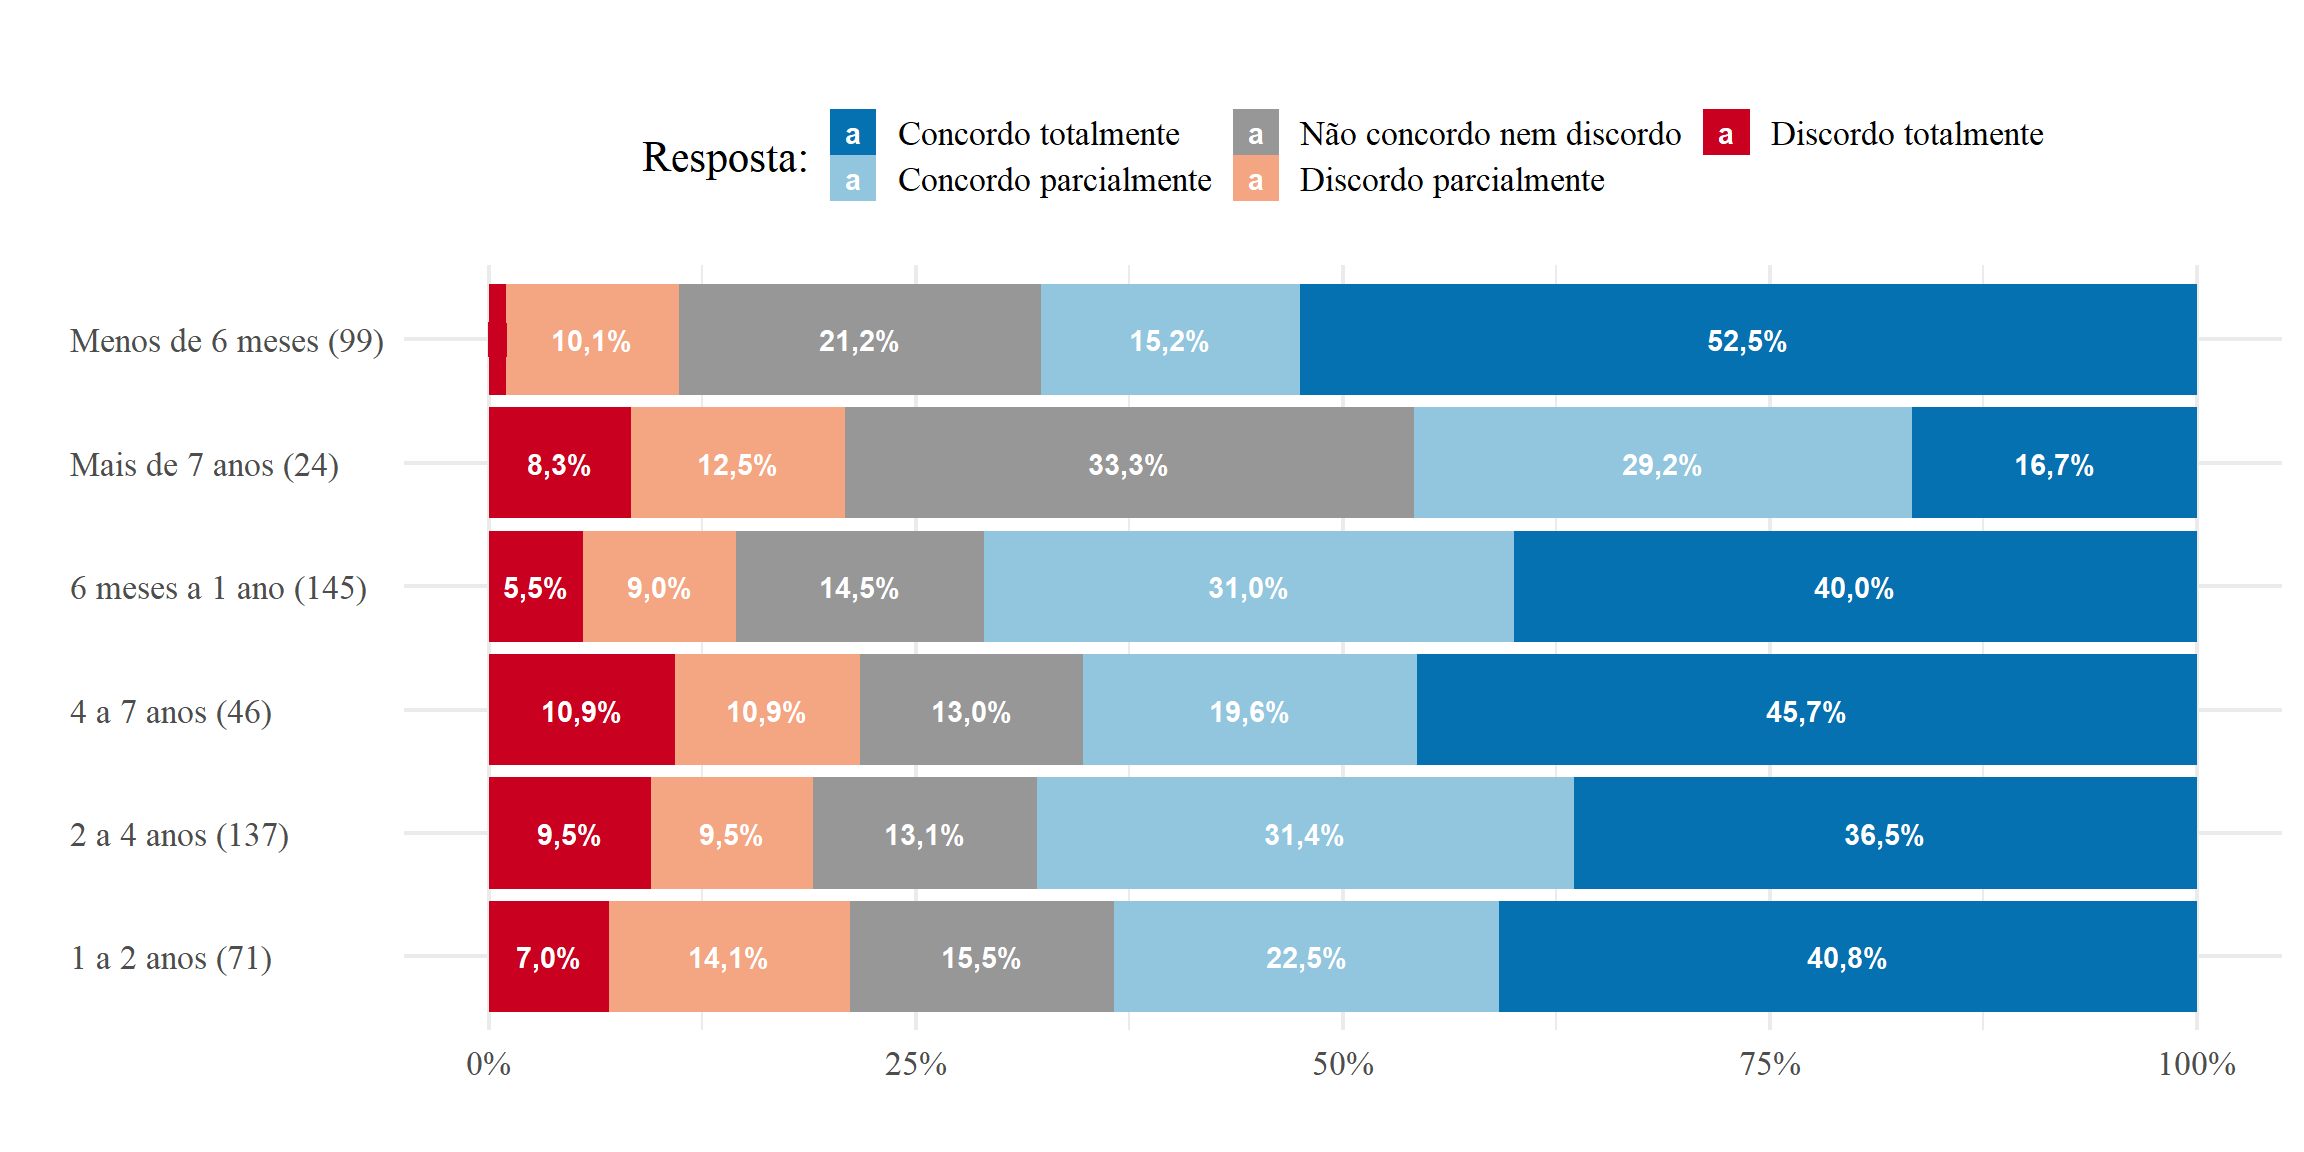 Resposta:
a Concordo totalmente
a Concordo parcialmente
a Não concordo nem discordo
a Discordo parcialmente
a Discordo totalmente
Menos de 6 meses (99) 10,1% 21,2% 15,2% 52,5%
Mais de 7 anos (24) 8,3% 12,5% 33,3% 29,2% 16,7%
6 meses a 1 ano (145) 5,5% 9,0% 14,5% 31,0% 40,0%
4 a 7 anos (46) 10,9% 10,9% 13,0% 19,6% 45,7%
2 a 4 anos (137) 9,5% 9,5% 13,1% 31,4% 36,5%
1 a 2 anos (71) 7,0% 14,1% 15,5% 22,5% 40,8%
0% 25% 50% 75% 100%